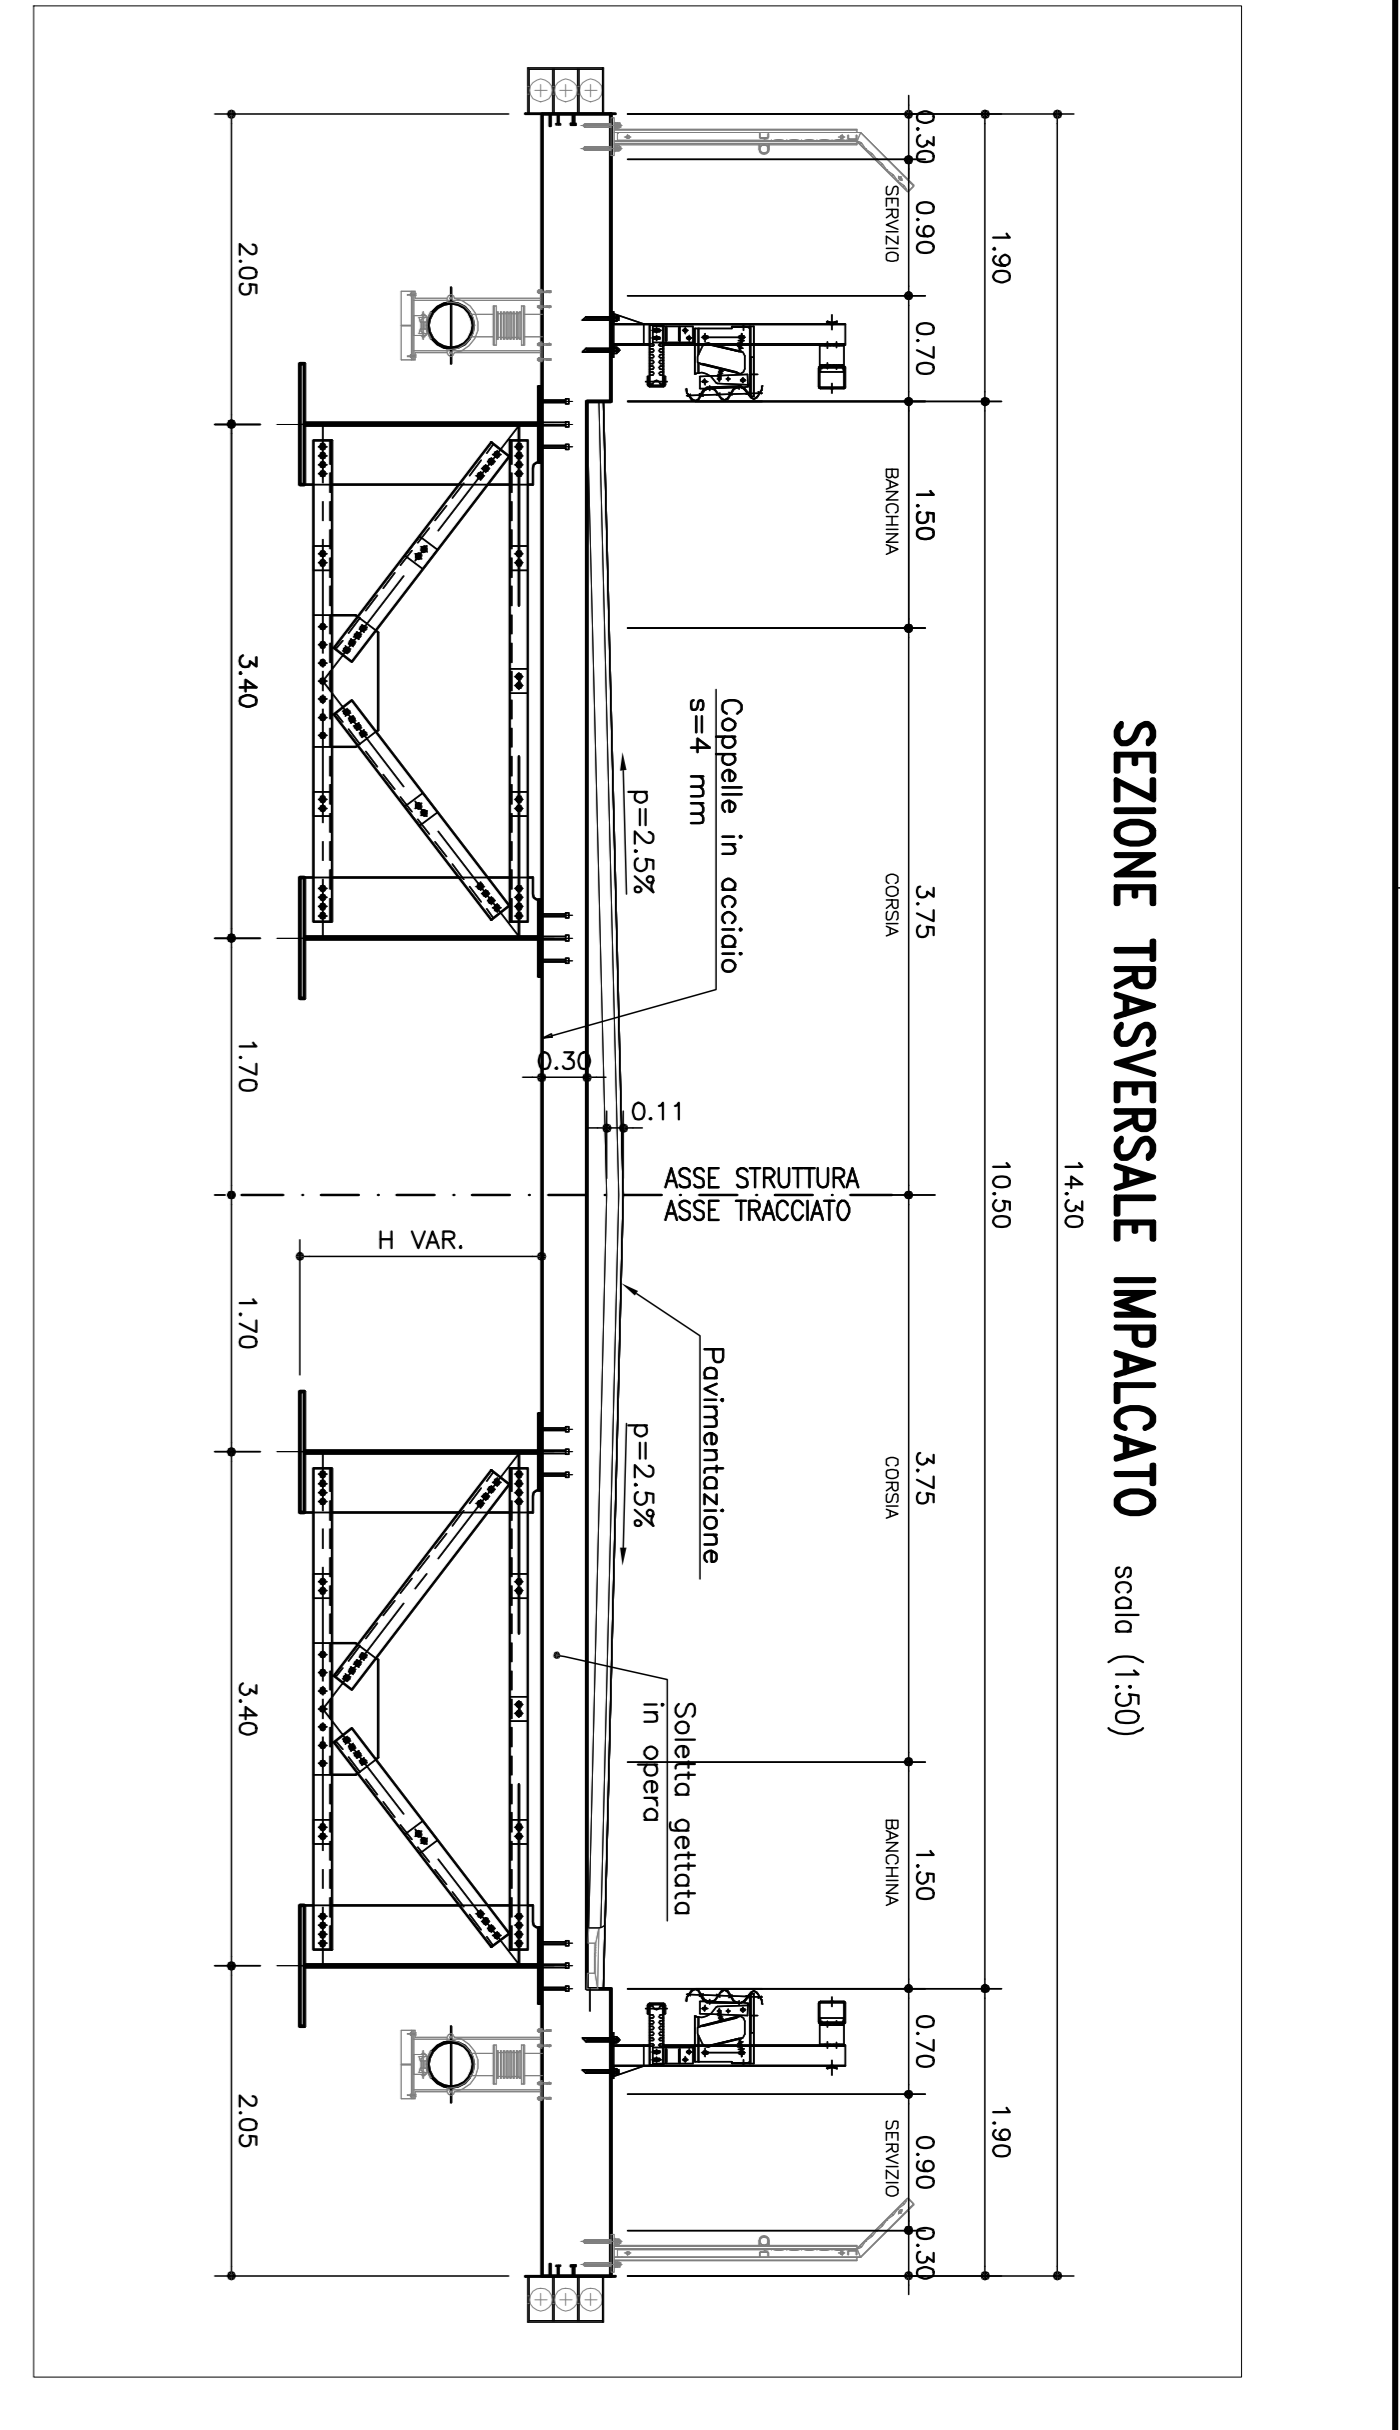 SEZIONE TRASVERSALE IMPALCATO scala (1:50)
14.30
1.90
10.50
1.90
0.30
0.90
0.70
1.50
3.75
3.75
1.50
0.70
0.90
0.30
SERVIZIO
BANCHINA
CORSIA
CORSIA
BANCHINA
SERVIZIO
Coppelle in acciaio
s=4 mm
p=2.5%
ASSE STRUTTURA
ASSE TRACCIATO
Pavimentazione
p=2.5%
Soletta gettata
in opera
0.30
0.11
H VAR.
2.05
3.40
1.70
1.70
3.40
2.05